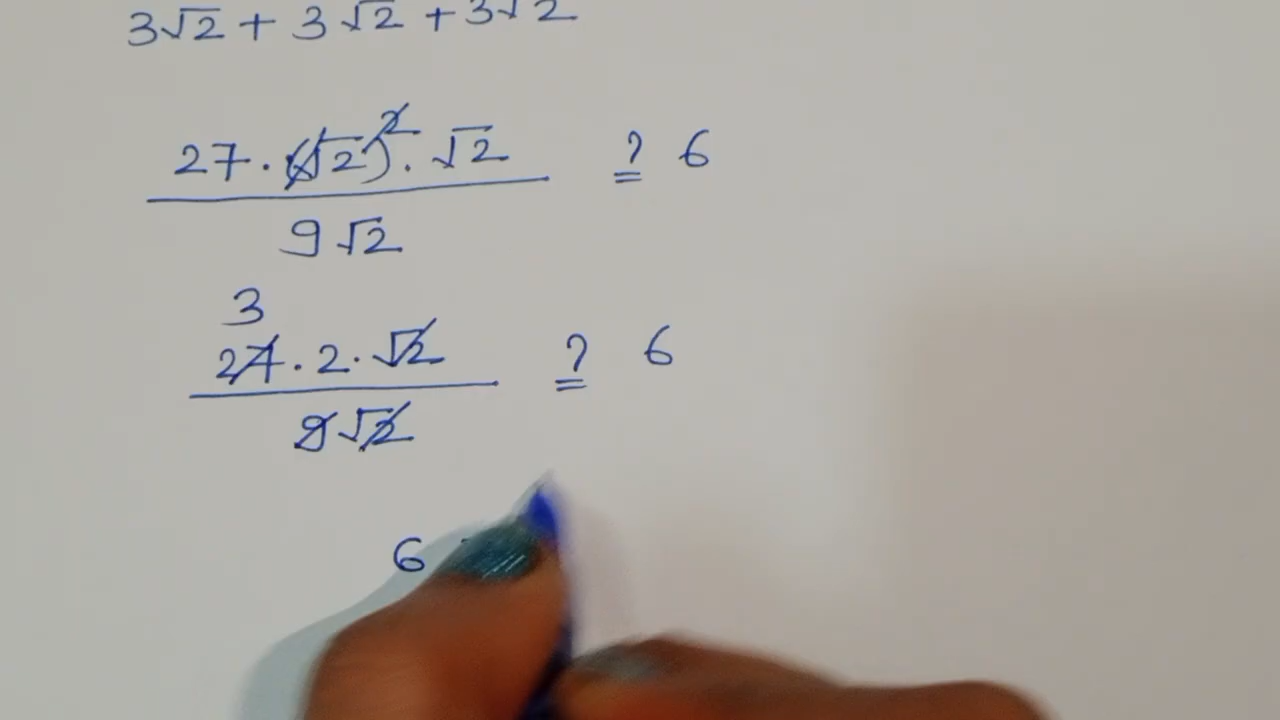 3√2 + 3√2 + 3√2
27 · (√2)² · √2
9√2
≟ 6
3
27 · 2 · √2
9√2
≟ 6
6